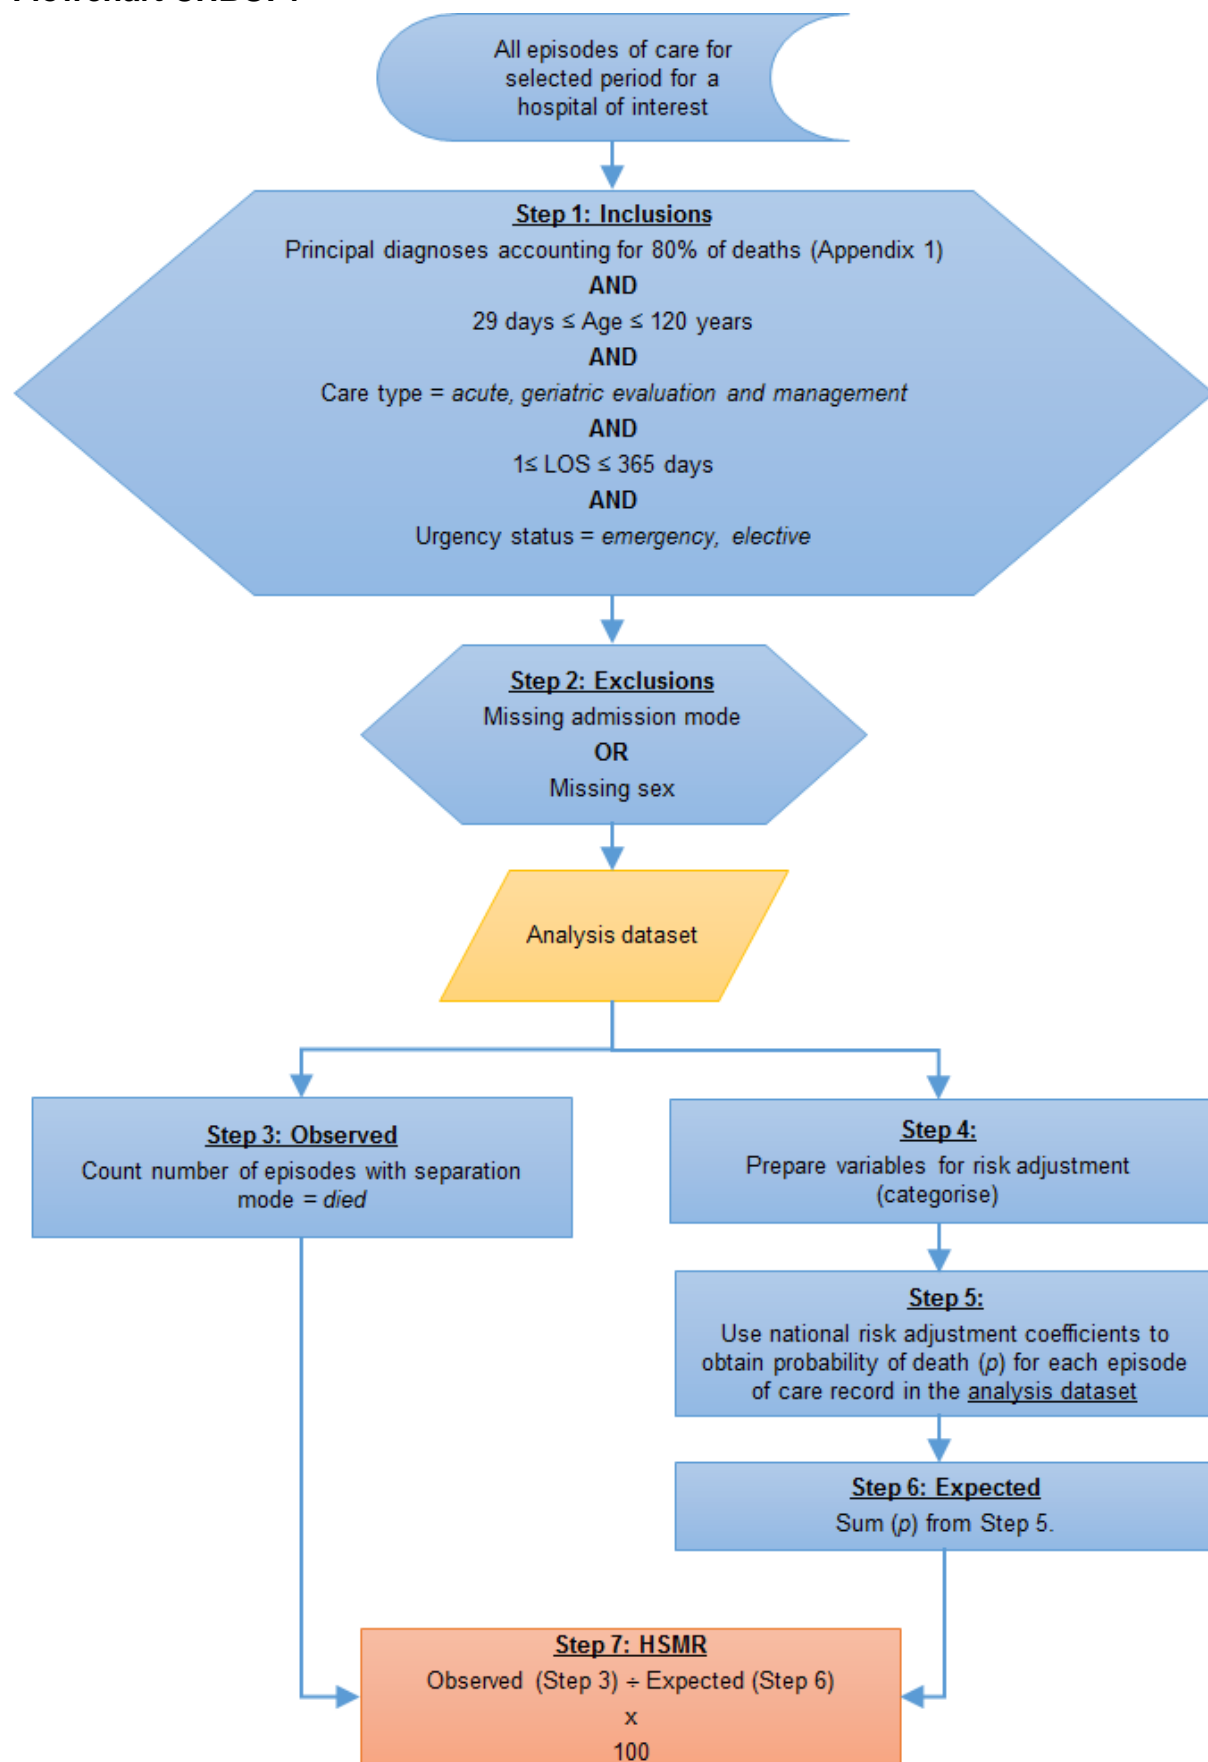 All episodes of care for
selected period for a
hospital of interest
Step 1: Inclusions
Principal diagnoses accounting for 80% of deaths (Appendix 1)
AND
29 days ≤ Age ≤ 120 years
AND
Care type = acute, geriatric evaluation and management
AND
1≤ LOS ≤ 365 days
AND
Urgency status = emergency, elective
Step 2: Exclusions
Missing admission mode
OR
Missing sex
Analysis dataset
Step 3: Observed
Count number of episodes with separation
mode = died
Step 4:
Prepare variables for risk adjustment
(categorise)
Step 5:
Use national risk adjustment coefficients to
obtain probability of death (p) for each episode
of care record in the analysis dataset
Step 6: Expected
Sum (p) from Step 5.
Step 7: HSMR
Observed (Step 3) ÷ Expected (Step 6)
x
100